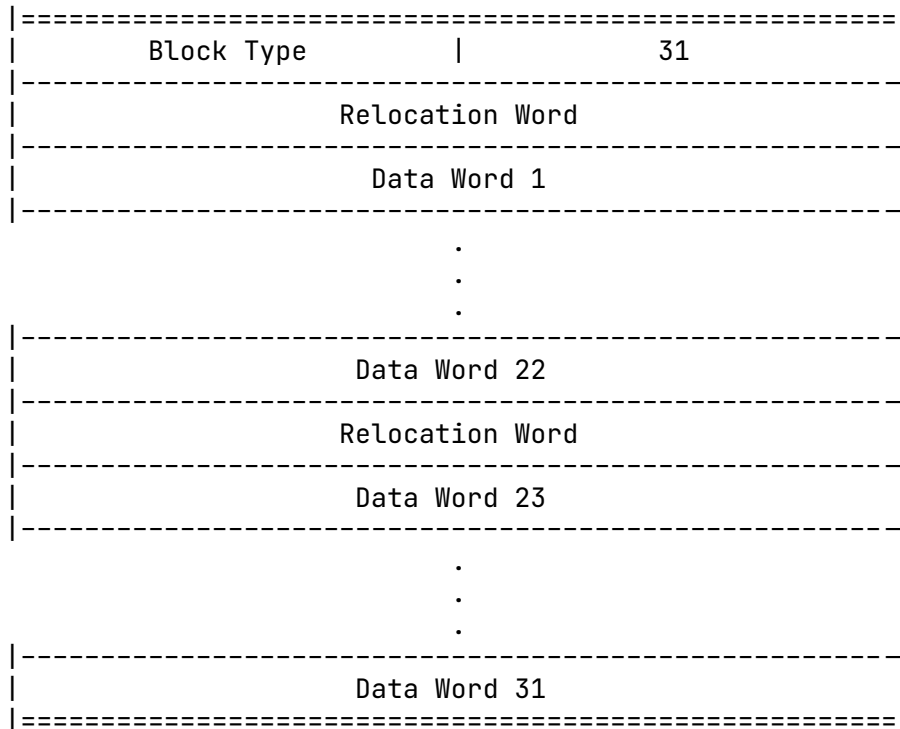 |=======================================================
| Block Type | 31
|-------------------------------------------------------
| Relocation Word
|-------------------------------------------------------
| Data Word 1
|-------------------------------------------------------
.
.
.
|-------------------------------------------------------
| Data Word 22
|-------------------------------------------------------
| Relocation Word
|-------------------------------------------------------
| Data Word 23
|-------------------------------------------------------
.
.
.
|-------------------------------------------------------
| Data Word 31
|=======================================================